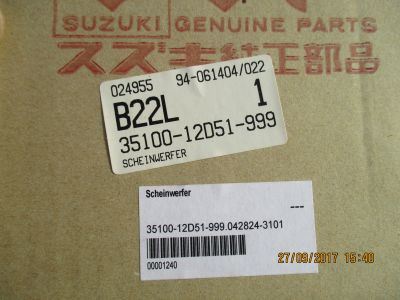 SUZUKI GENUINE PARTS
スズキ純正部品
024955 94-061404/022
B22L 1
35100-12D51-999
SCHEINWERFER
Scheinwerfer
---
35100-12D51-999.042824-3101
00001240
27/09/2017 15:40